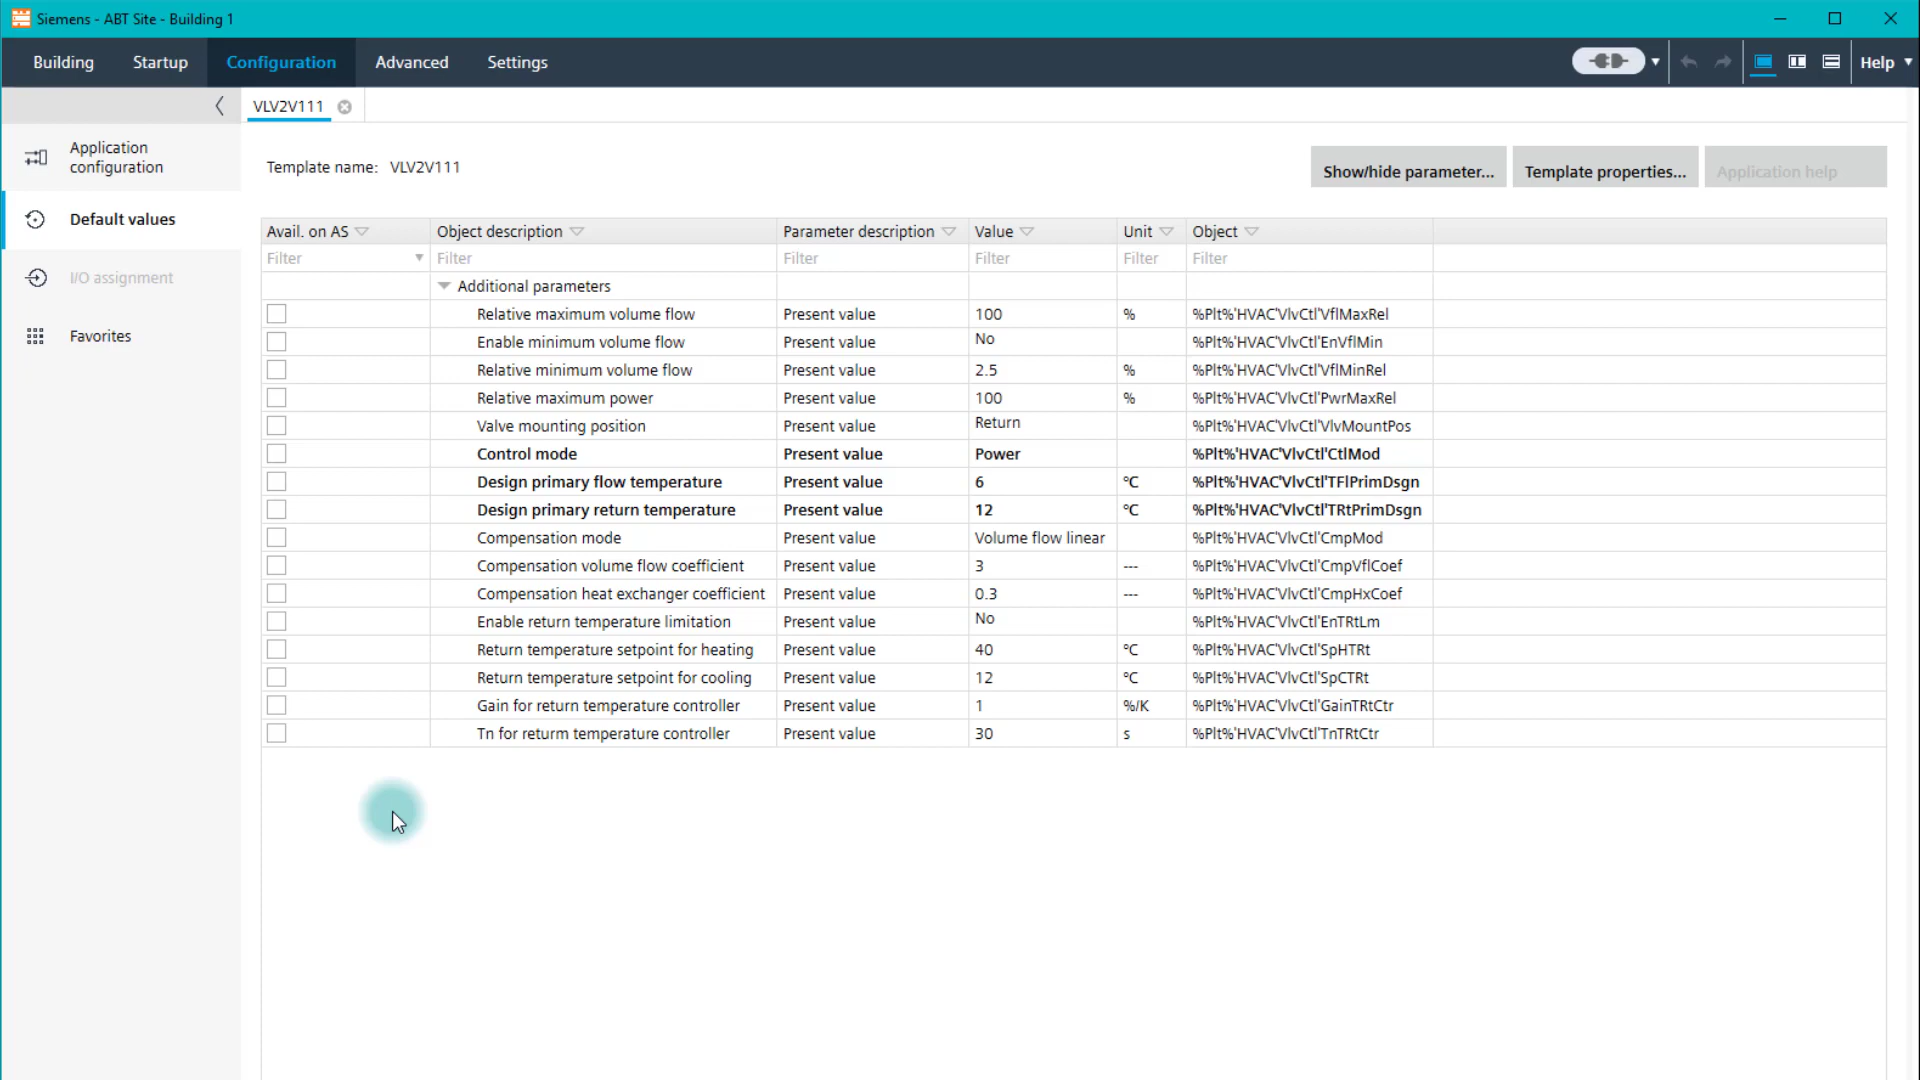 Siemens - ABT Site - Building 1
Building Startup Configuration Advanced Settings Help
VLV2V111
Application configuration
Default values
I/O assignment
Favorites
Template name: VLV2V111
Show/hide parameter... Template properties... Application help
Avail. on AS Object description Parameter description Value Unit Object
Filter Filter Filter Filter Filter Filter
Additional parameters
Relative maximum volume flow Present value 100 % %Plt%'HVAC'VlvCtl'VflMaxRel
Enable minimum volume flow Present value No %Plt%'HVAC'VlvCtl'EnVflMin
Relative minimum volume flow Present value 2.5 % %Plt%'HVAC'VlvCtl'VflMinRel
Relative maximum power Present value 100 % %Plt%'HVAC'VlvCtl'PwrMaxRel
Valve mounting position Present value Return %Plt%'HVAC'VlvCtl'VlvMountPos
Control mode Present value Power %Plt%'HVAC'VlvCtl'CtlMod
Design primary flow temperature Present value 6 °C %Plt%'HVAC'VlvCtl'TFlPrimDsgn
Design primary return temperature Present value 12 °C %Plt%'HVAC'VlvCtl'TRtPrimDsgn
Compensation mode Present value Volume flow linear %Plt%'HVAC'VlvCtl'CmpMod
Compensation volume flow coefficient Present value 3 --- %Plt%'HVAC'VlvCtl'CmpVflCoef
Compensation heat exchanger coefficient Present value 0.3 --- %Plt%'HVAC'VlvCtl'CmpHxCoef
Enable return temperature limitation Present value No %Plt%'HVAC'VlvCtl'EnTRtLm
Return temperature setpoint for heating Present value 40 °C %Plt%'HVAC'VlvCtl'SpHTRt
Return temperature setpoint for cooling Present value 12 °C %Plt%'HVAC'VlvCtl'SpCTRt
Gain for return temperature controller Present value 1 %/K %Plt%'HVAC'VlvCtl'GainTRtCtr
Tn for returm temperature controller Present value 30 s %Plt%'HVAC'VlvCtl'TnTRtCtr